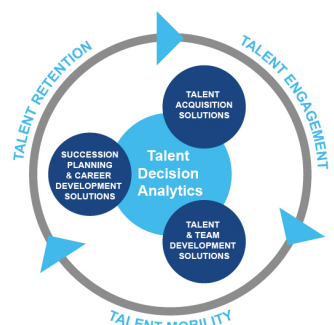 TALENT RETENTION
TALENT ENGAGEMENT
TALENT
ACQUISITION
SOLUTIONS
SUCCESSION
PLANNING
& CAREER
DEVELOPMENT
SOLUTIONS
Talent
Decision
Analytics
TALENT
& TEAM
DEVELOPMENT
SOLUTIONS
TALENT MOBILITY